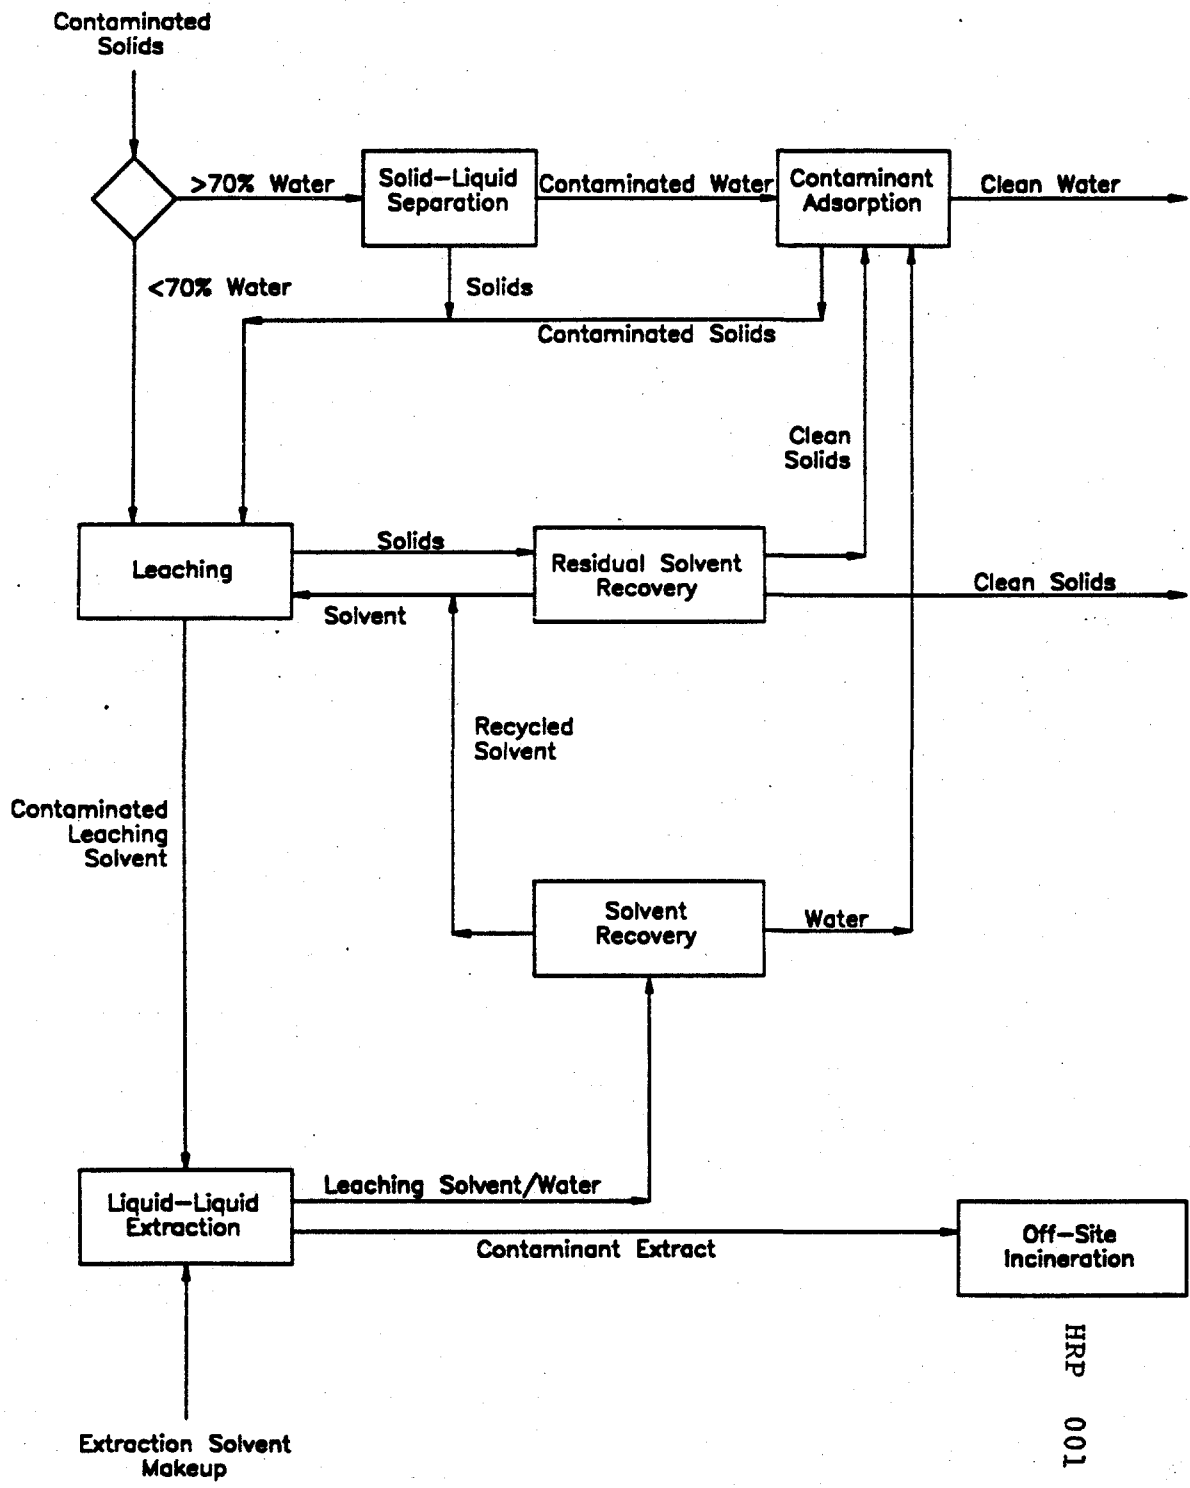 Contaminated
Solids
>70% Water
Solid-Liquid
Separation
Contaminated Water
Contaminant
Adsorption
Clean Water
<70% Water
Solids
Contaminated Solids
Clean
Solids
Leaching
Solids
Solvent
Residual Solvent
Recovery
Clean Solids
Recycled
Solvent
Contaminated
Leaching
Solvent
Solvent
Recovery
Water
Liquid-Liquid
Extraction
Leaching Solvent/Water
Contaminant Extract
Off-Site
Incineration
HRP 001
Extraction Solvent
Makeup